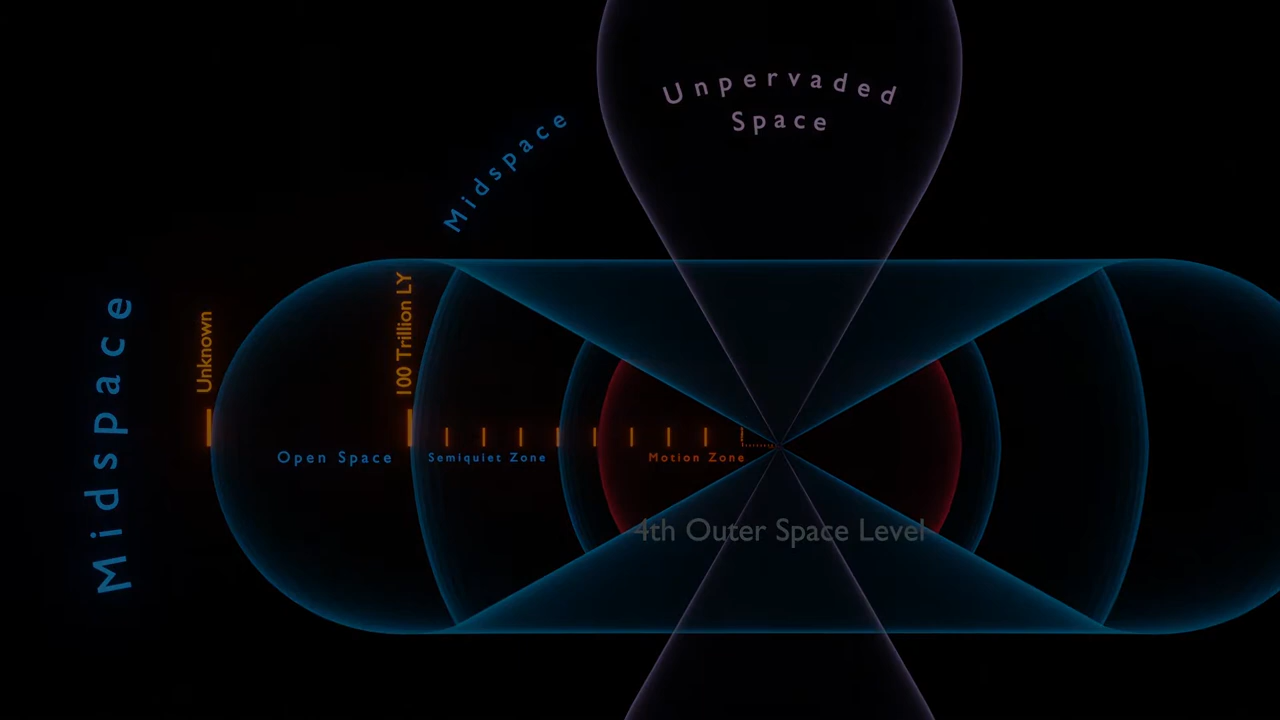 Unpervaded
Space
Midspace
Midspace
Unknown
100 Trillion LY
Open Space
Semiquiet Zone
Motion Zone
4th Outer Space Level